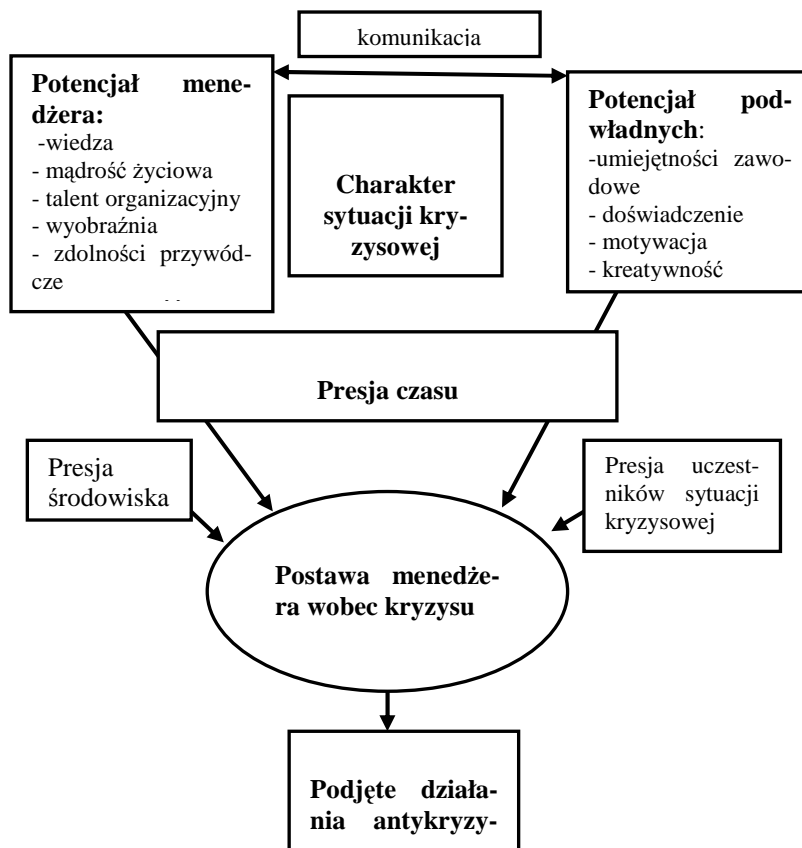 komunikacja
Potencjał mene-
dżera:
-wiedza
- mądrość życiowa
- talent organizacyjny
- wyobraźnia
- zdolności przywód-
cze
Charakter
sytuacji kry-
zysowej
Potencjał pod-
władnych:
-umiejętności zawo-
dowe
- doświadczenie
- motywacja
- kreatywność
Presja czasu
Presja
środowiska
Presja uczest-
ników sytuacji
kryzysowej
Postawa menedże-
ra wobec kryzysu
Podjęte działa-
nia antykryzy-